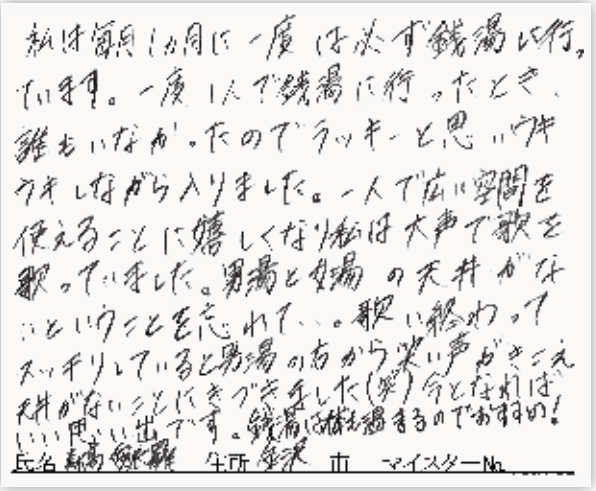 私は毎月1カ月に一度は必ず銭湯に行っ
ています。一度1人で銭湯に行ったとき、
誰もいなかったのでラッキーと思いウキ
ウキしながら入りました。一人で広い空間を
使えることに嬉しくなり私は大声で歌を
歌っていました。男湯と女湯の天井がな
いということを忘れて…。歌い終わって
スッキリしていると男湯の方から笑い声がきこえ
天井がないことにきづきました(笑)今となれば
いい思い出です。銭湯は温まるのでおすすめ!
氏名 住所 金沢 市 マイスターNo.